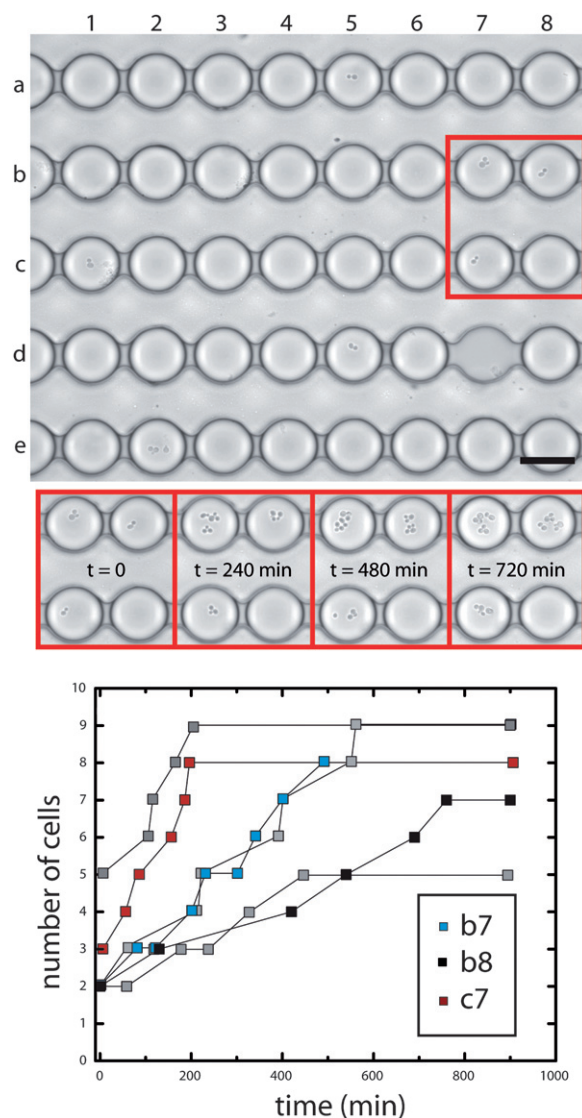 1 2 3 4 5 6 7 8
a
b
c
d
e
t = 0 t = 240 min t = 480 min t = 720 min
10
9
8
7
6
5
4
3
2
1
0
number of cells
b7
b8
c7
0 200 400 600 800 1000
time (min)